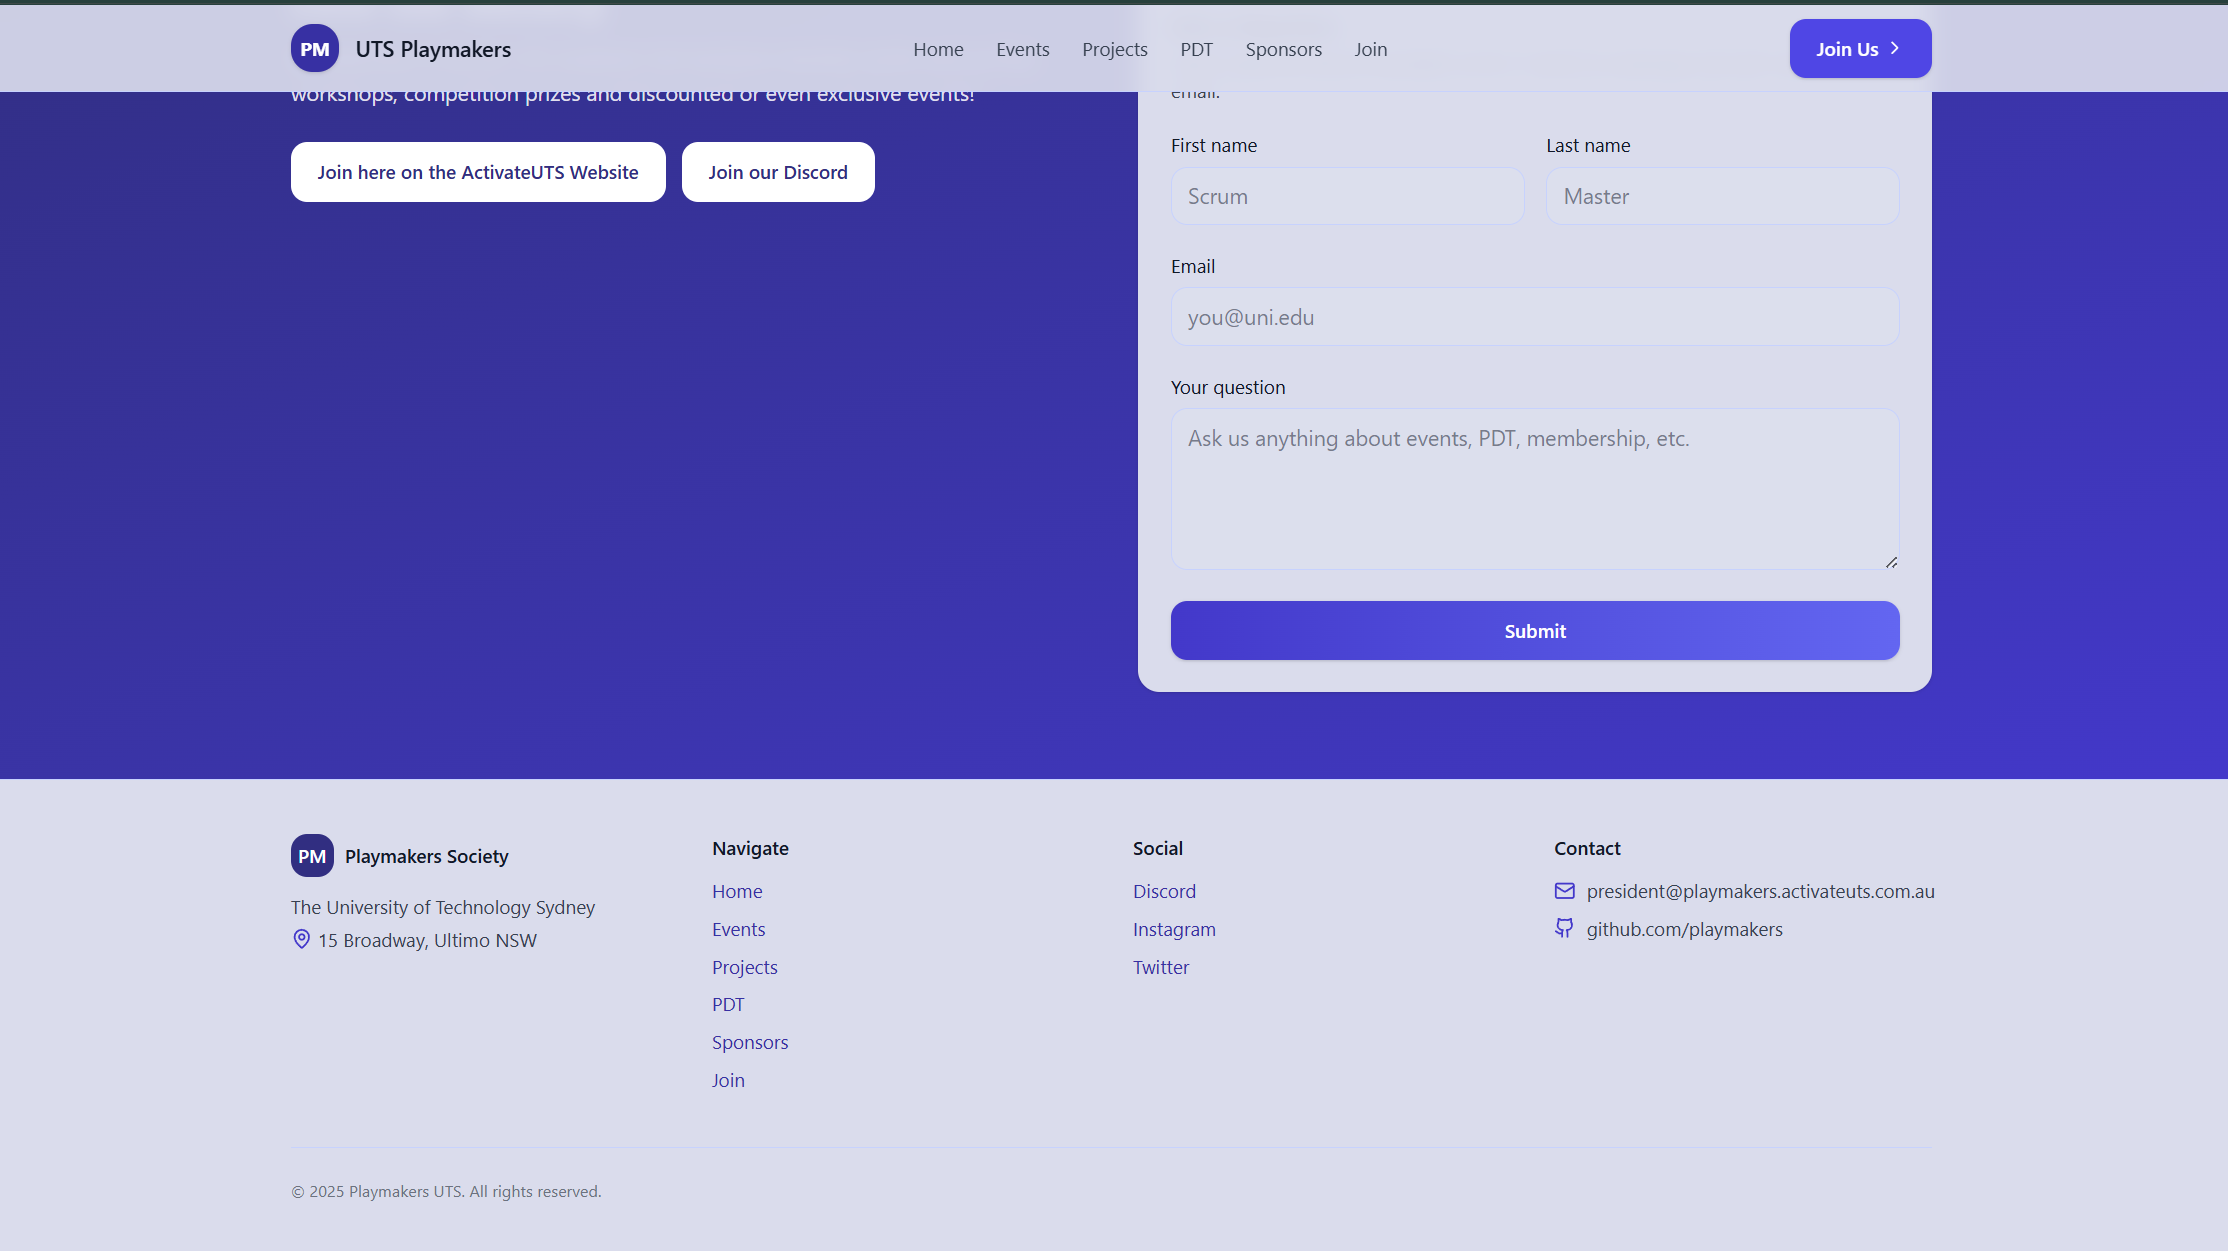 PM UTS Playmakers
Home Events Projects PDT Sponsors Join
Join Us
workshops, competition prizes and discounted or even exclusive events!
Join here on the ActivateUTS Website
Join our Discord
email.
First name
Scrum
Last name
Master
Email
you@uni.edu
Your question
Ask us anything about events, PDT, membership, etc.
Submit
PM Playmakers Society
The University of Technology Sydney
15 Broadway, Ultimo NSW
Navigate
Home
Events
Projects
PDT
Sponsors
Join
Social
Discord
Instagram
Twitter
Contact
president@playmakers.activateuts.com.au
github.com/playmakers
© 2025 Playmakers UTS. All rights reserved.